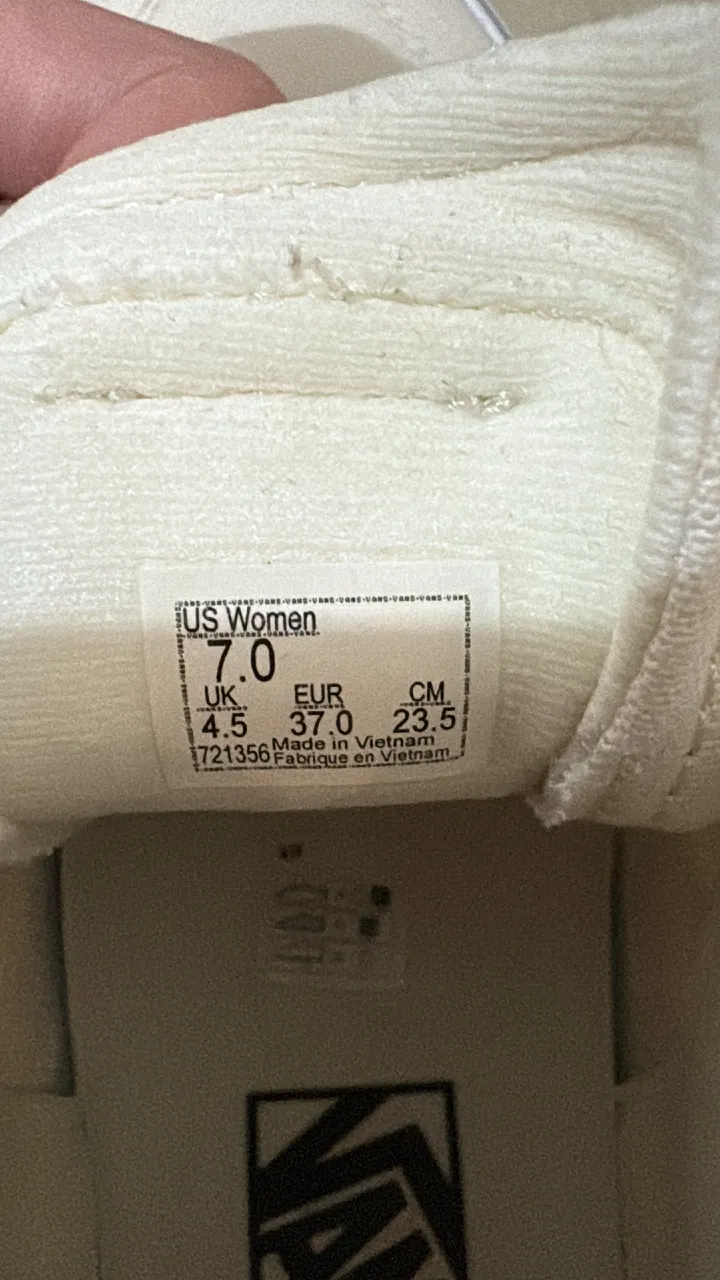 US Women
7.0
UK EUR CM
4.5 37.0 23.5
721356 Made in Vietnam
Fabrique en Vietnam
VANS